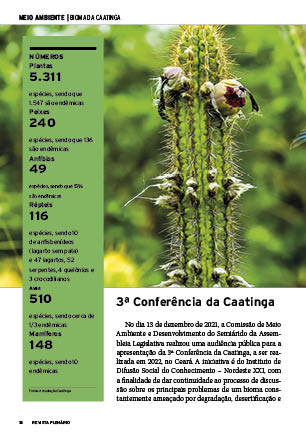 MEIO AMBIENTE | BIOMA DA CAATINGA
NÚMEROS
Plantas
5.311
espécies, sendo que
1.547 são endêmicas
Peixes
240
espécies, sendo que 136
são endêmicas
Anfíbios
49
espécies, sendo que 15%
são endêmicas
Répteis
116
espécies, sendo 10
de anfisbenídeos
(lagarto sem pata)
e 47 lagartos, 52
serpentes, 4 quelônios e
3 crocodilianos
Aves
510
espécies, sendo cerca de
1/3 endêmicas
Mamíferos
148
espécies, sendo 10
endêmicas
3ª Conferência da Caatinga
No dia 13 de dezembro de 2021, a Comissão de Meio
Ambiente e Desenvolvimento do Semiárido da Assem-
bleia Legislativa realizou uma audiência pública para a
apresentação da 3ª Conferência da Caatinga, a ser rea-
lizada em 2022, no Ceará. A iniciativa é do Instituto de
Difusão Social do Conhecimento – Nordeste XXI, com
a finalidade de dar continuidade ao processo de discus-
são sobre os principais problemas de um bioma cons-
tantemente ameaçado por degradação, desertificação e
REVISTA PLENÁRIO